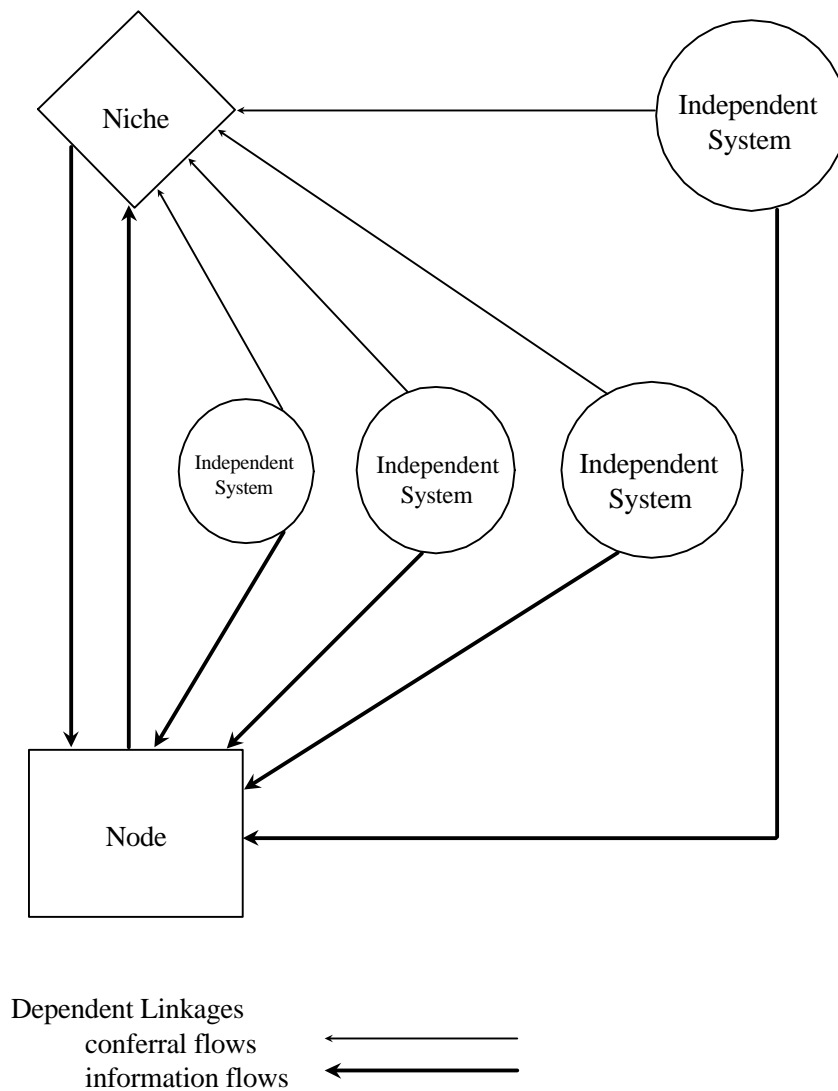 Niche
Independent
System
Independent
System
Independent
System
Independent
System
Node
Dependent Linkages
conferral flows
information flows